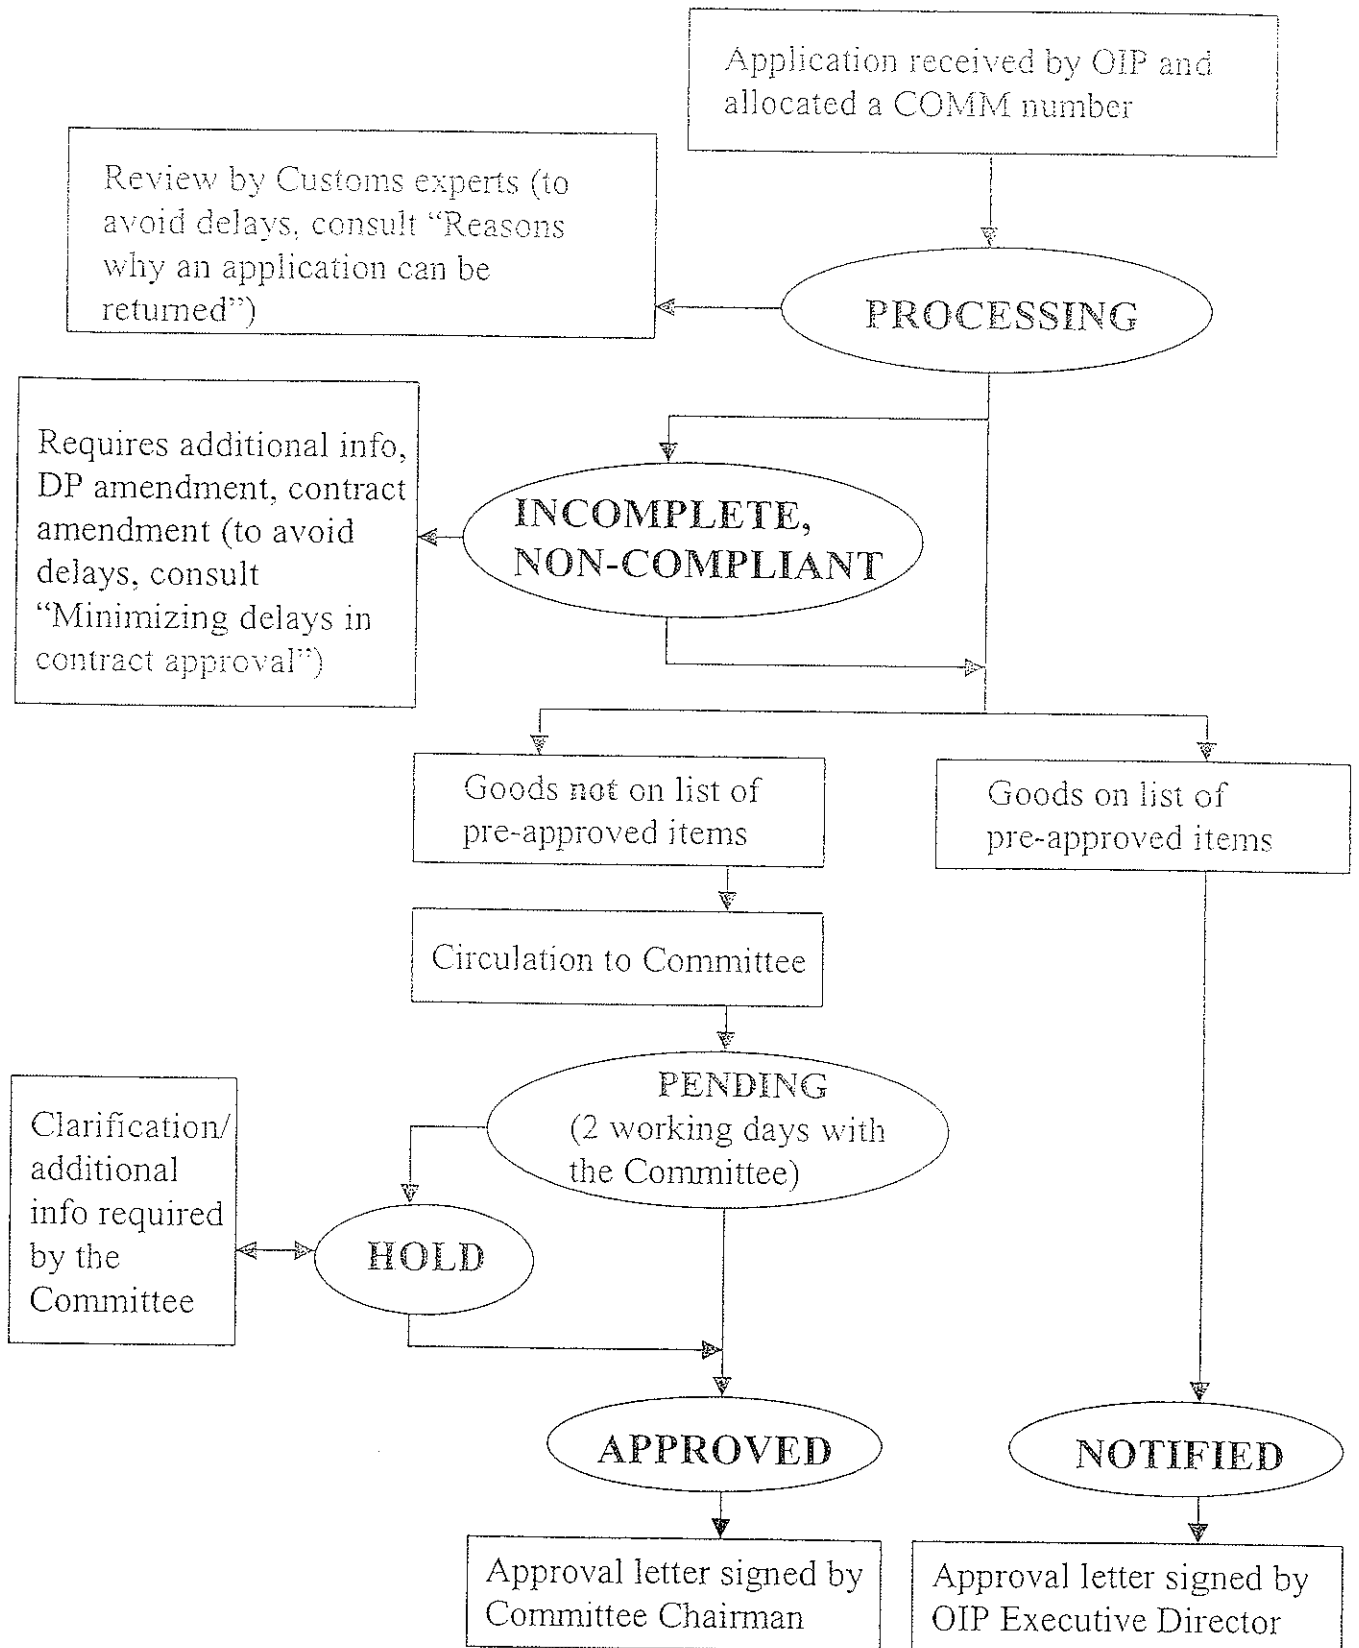 Application received by OIP and
allocated a COMM number
Review by Customs experts (to
avoid delays, consult “Reasons
why an application can be
returned”)
PROCESSING
Requires additional info,
DP amendment, contract
amendment (to avoid
delays, consult
“Minimizing delays in
contract approval”)
INCOMPLETE,
NON-COMPLIANT
Goods not on list of
pre-approved items
Goods on list of
pre-approved items
Circulation to Committee
PENDING
(2 working days with
the Committee)
Clarification/
additional
info required
by the
Committee
HOLD
APPROVED
NOTIFIED
Approval letter signed by
Committee Chairman
Approval letter signed by
OIP Executive Director